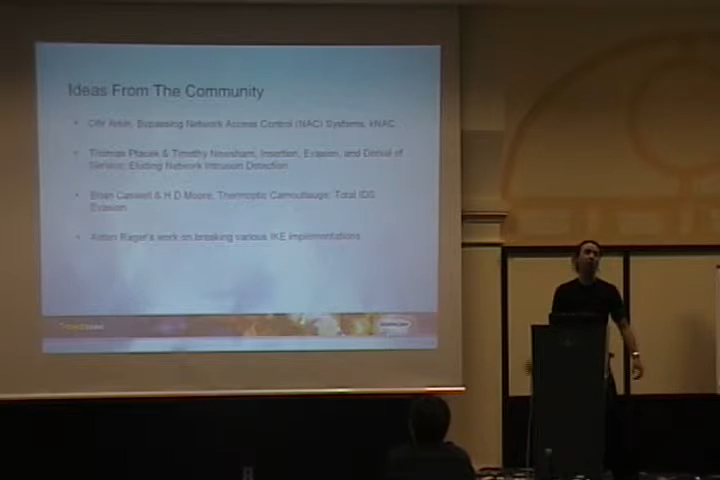 Ideas From The Community
• Ofir Arkin, Bypassing Network Access Control (NAC) Systems, kNAC
• Thomas Ptacek & Timothy Newsham, Insertion, Evasion, and Denial of
Service: Eluding Network Intrusion Detection
• Brian Caswell & H D Moore, Thermoptic Camouflauge: Total IDS
Evasion
• Anton Rager's work on breaking various IKE implementations